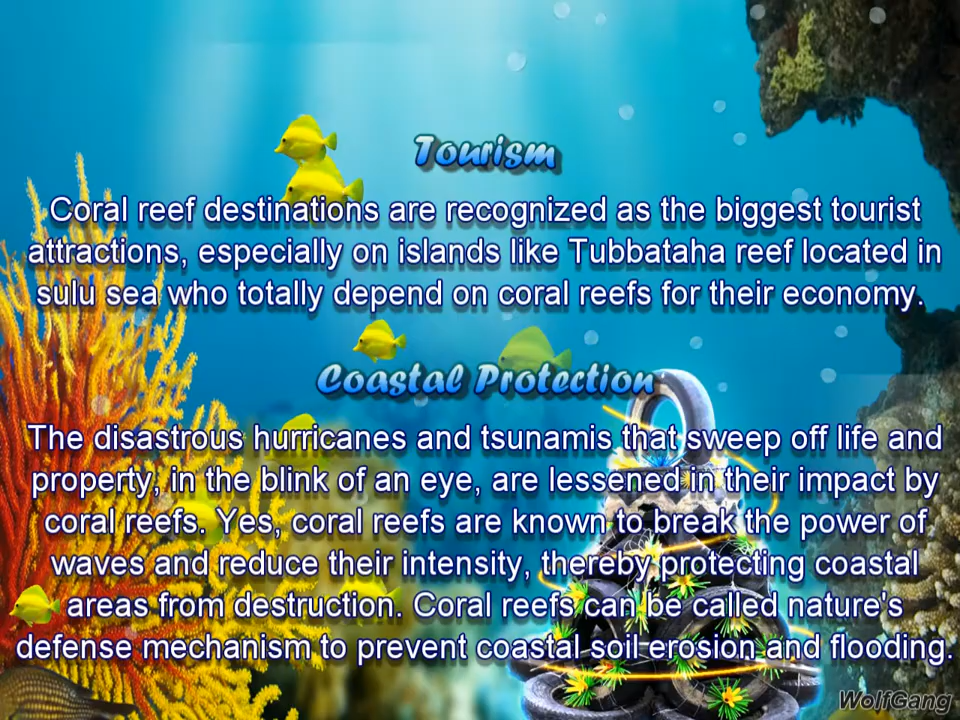 Tourism
Coral reef destinations are recognized as the biggest tourist
attractions, especially on islands like Tubbataha reef located in
sulu sea who totally depend on coral reefs for their economy.
Coastal Protection
The disastrous hurricanes and tsunamis that sweep off life and
property, in the blink of an eye, are lessened in their impact by
coral reefs. Yes, coral reefs are known to break the power of
waves and reduce their intensity, thereby protecting coastal
areas from destruction. Coral reefs can be called nature's
defense mechanism to prevent coastal soil erosion and flooding.
WolfGang